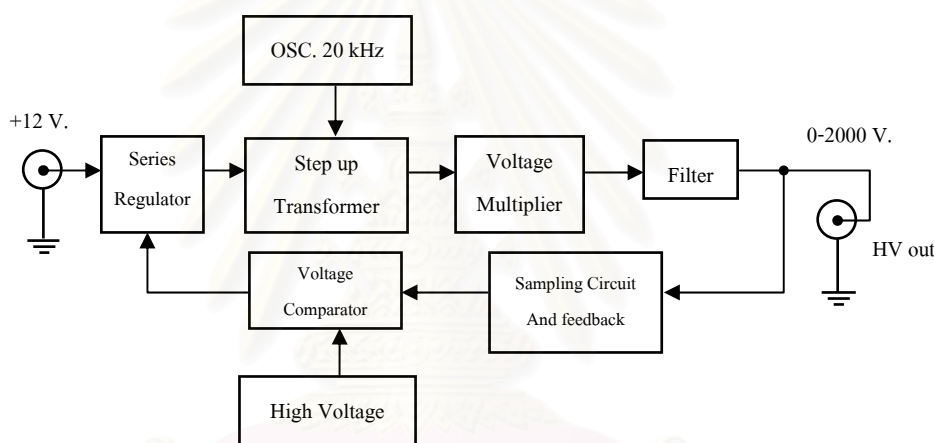 OSC. 20 kHz
+12 V.
0-2000 V.
Series
Regulator
Step up
Transformer
Voltage
Multiplier
Filter
HV out
Voltage
Comparator
Sampling Circuit
And feedback
High Voltage